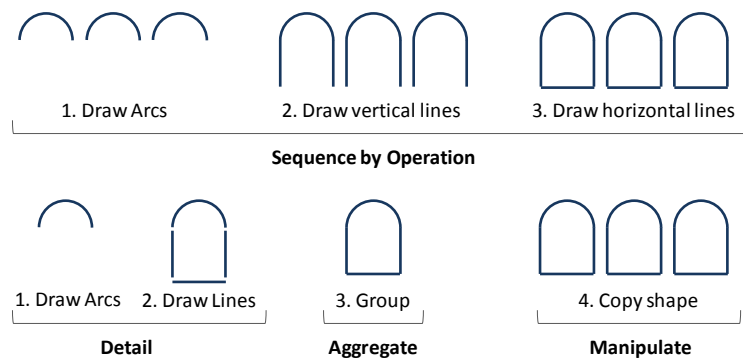 1. Draw Arcs
2. Draw vertical lines
3. Draw horizontal lines
Sequence by Operation
1. Draw Arcs
2. Draw Lines
3. Group
4. Copy shape
Detail
Aggregate
Manipulate